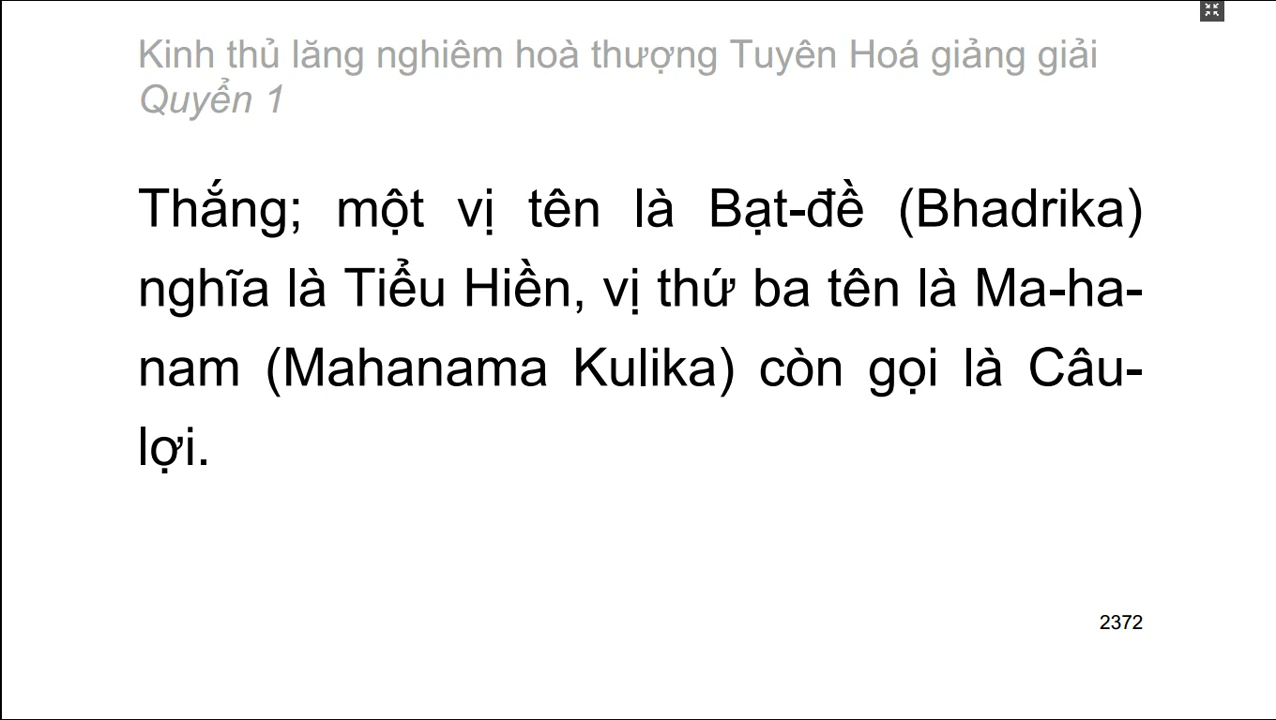 Kinh thủ lăng nghiêm hoà thượng Tuyên Hoá giảng giải
Quyển 1
Thắng; một vị tên là Bạt-đề (Bhadrika)
nghĩa là Tiểu Hiền, vị thứ ba tên là Ma-ha-
nam (Mahanama Kulika) còn gọi là Câu-
lợi.
2372